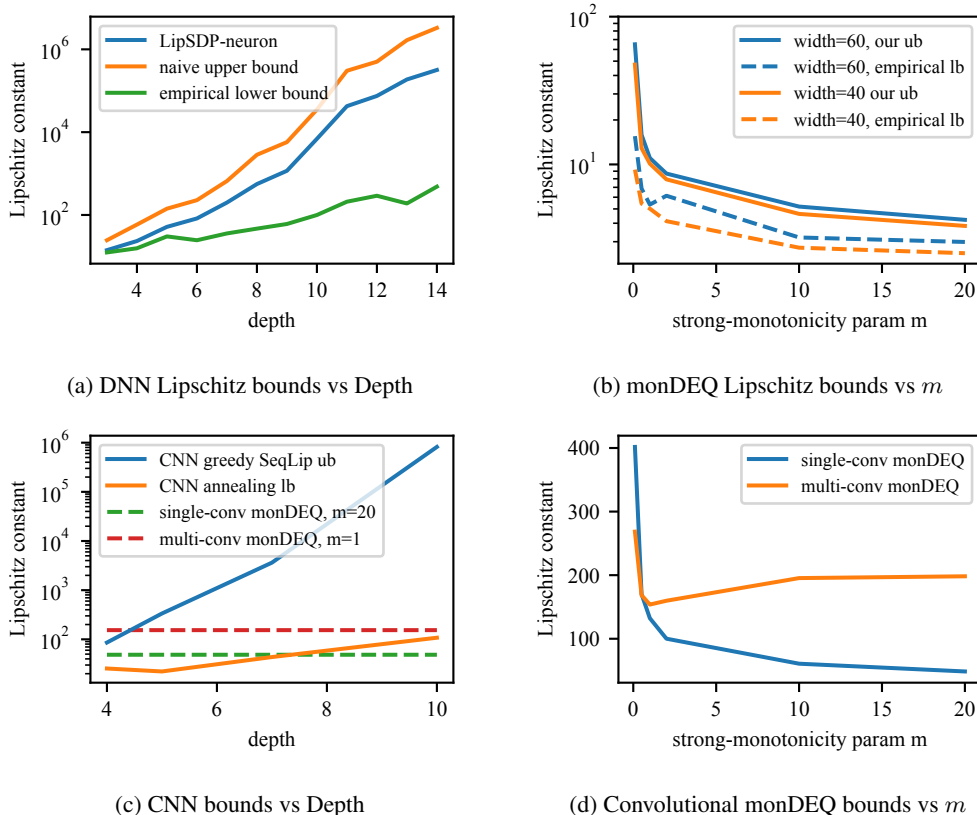 LipSDP-neuron
naive upper bound
empirical lower bound
10^6
10^4
10^2
Lipschitz constant
4 6 8 10 12 14
depth
(a) DNN Lipschitz bounds vs Depth
width=60, our ub
width=60, empirical lb
width=40 our ub
width=40, empirical lb
10^2
10^1
Lipschitz constant
0 5 10 15 20
strong-monotonicity param m
(b) monDEQ Lipschitz bounds vs m
CNN greedy SeqLip ub
CNN annealing lb
single-conv monDEQ, m=20
multi-conv monDEQ, m=1
10^6
10^5
10^4
10^3
10^2
Lipschitz constant
4 6 8 10
depth
(c) CNN bounds vs Depth
single-conv monDEQ
multi-conv monDEQ
400
300
200
100
Lipschitz constant
0 5 10 15 20
strong-monotonicity param m
(d) Convolutional monDEQ bounds vs m